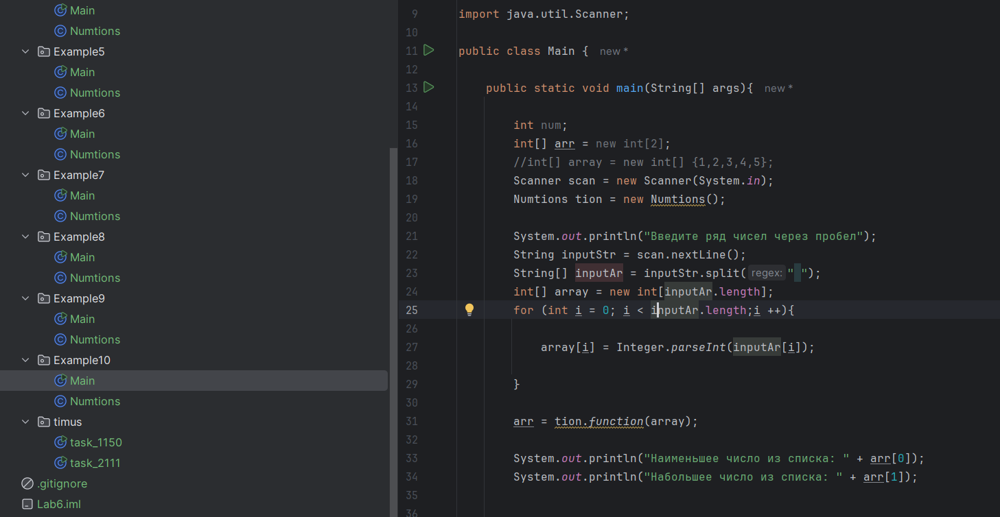 Main
Numtions
Example5
Main
Numtions
Example6
Main
Numtions
Example7
Main
Numtions
Example8
Main
Numtions
Example9
Main
Numtions
Example10
Main
Numtions
timus
task_1150
task_2111
.gitignore
Lab6.iml
9 import java.util.Scanner;
10
11 public class Main { new *
12
13 public static void main(String[] args){ new *
14
15 int num;
16 int[] arr = new int[2];
17 //int[] array = new int[] {1,2,3,4,5};
18 Scanner scan = new Scanner(System.in);
19 Numtions tion = new Numtions();
20
21 System.out.println("Введите ряд чисел через пробел");
22 String inputStr = scan.nextLine();
23 String[] inputAr = inputStr.split( regex: " ");
24 int[] array = new int[inputAr.length];
25 for (int i = 0; i < inputAr.length;i ++){
26
27 array[i] = Integer.parseInt(inputAr[i]);
28
29 }
30
31 arr = tion.function(array);
32
33 System.out.println("Наименьшее число из списка: " + arr[0]);
34 System.out.println("Набольшее число из списка: " + arr[1]);
35
36